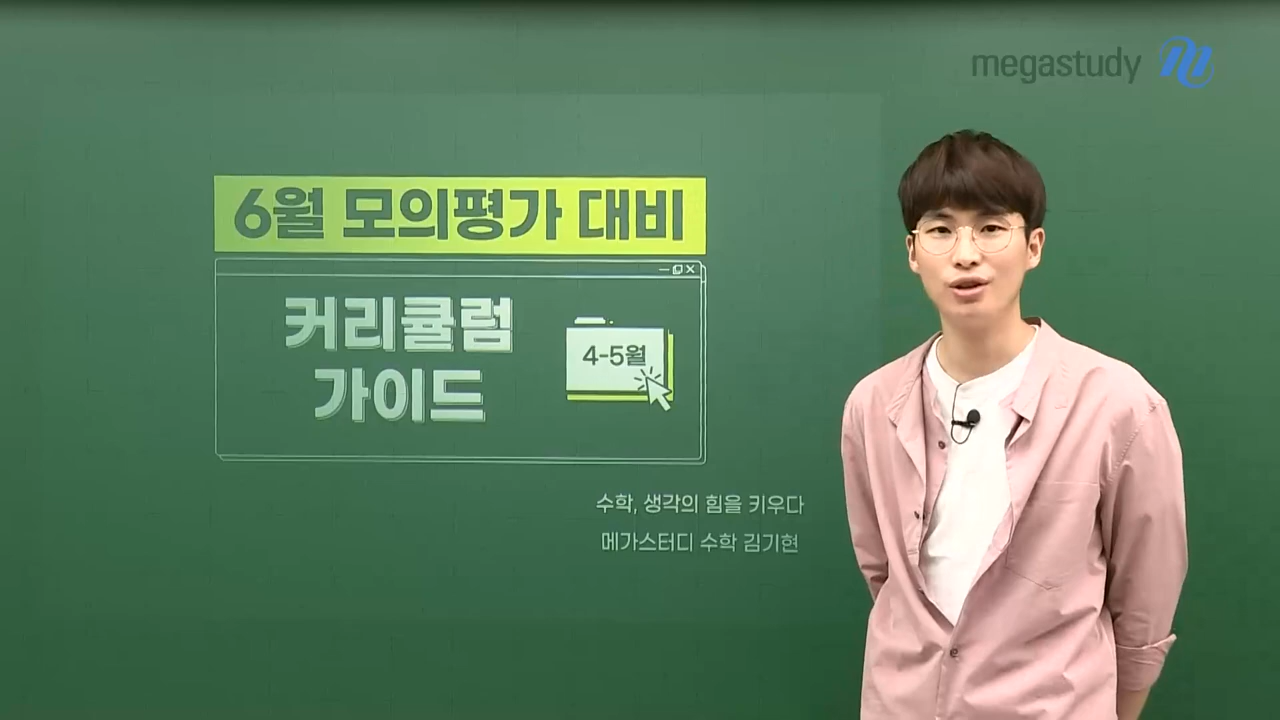 megastudy
6월 모의평가 대비
커리큘럼
가이드
4-5월
수학, 생각의 힘을 키우다
메가스터디 수학 김기현